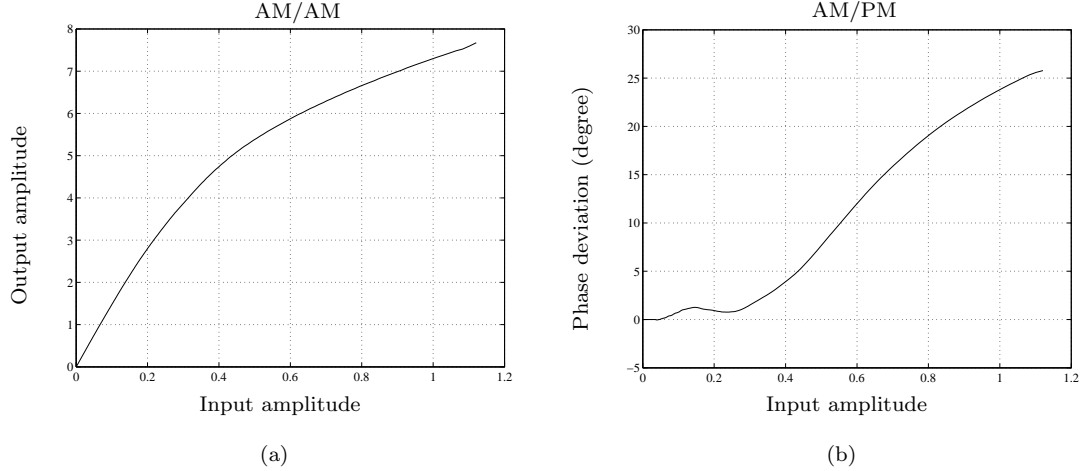 AM/AM
8
7
6
5
4
3
2
1
0
0 0.2 0.4 0.6 0.8 1 1.2
Output amplitude
Input amplitude
(a)
AM/PM
30
25
20
15
10
5
0
−5
0 0.2 0.4 0.6 0.8 1 1.2
Phase deviation (degree)
Input amplitude
(b)